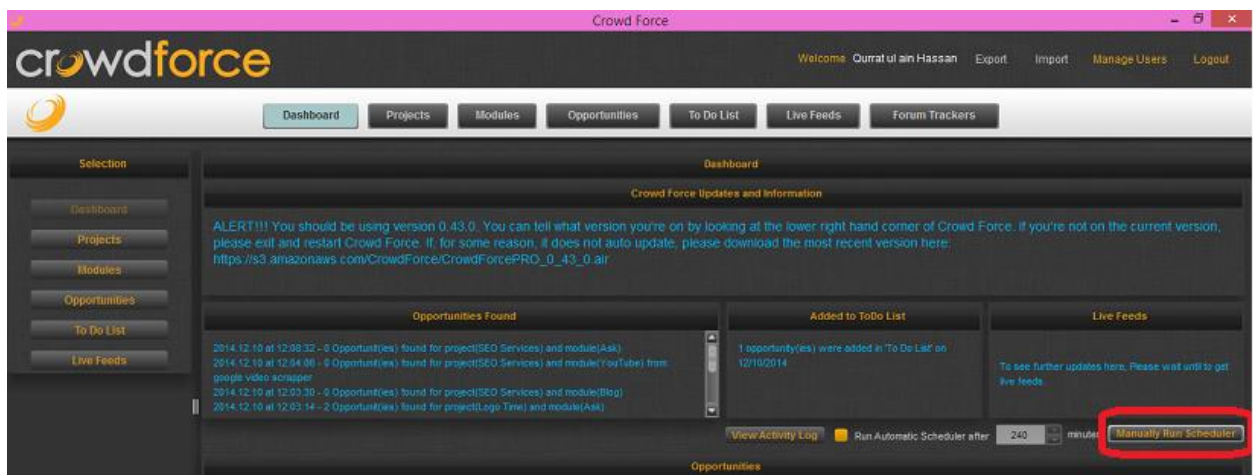 Crowd Force
crowdforce
Welcome Qurrat ul ain Hassan Export Import Manage Users Logout
Dashboard Projects Modules Opportunities To Do List Live Feeds Forum Trackers
Selection
Dashboard
Projects
Modules
Opportunities
To Do List
Live Feeds
Dashboard
Crowd Force Updates and Information
ALERT!!! You should be using version 0.43.0. You can tell what version you're on by looking at the lower right hand corner of Crowd Force. If you're not on the current version,
please exit and restart Crowd Force. If, for some reason, it does not auto update, please download the most recent version here:
https://s3.amazonaws.com/CrowdForce/CrowdForcePRO_0_43_0.air
Opportunities Found
2014.12.10 at 12:08:32 - 0 Opportunit(ies) found for project(SEO Services) and module(Ask)
2014.12.10 at 12:04:06 - 0 Opportunit(ies) found for project(SEO Services) and module(YouTube) from
google video scrapper
2014.12.10 at 12:03:30 - 0 Opportunit(ies) found for project(SEO Services) and module(Blog)
2014.12.10 at 12:03:14 - 2 Opportunit(ies) found for project(Logo Time) and module(Ask)
Added to ToDo List
1 opportunity(ies) were added in 'To Do List' on
12/10/2014
Live Feeds
To see further updates here, Please wait until to get
live feeds
View Activity Log Run Automatic Scheduler after 240 minutes Manually Run Scheduler
Opportunities